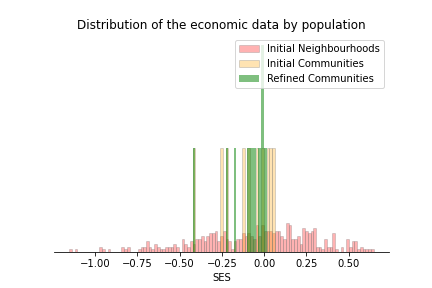 Distribution of the economic data by population
Initial Neighbourhoods
Initial Communities
Refined Communities
−1.00 −0.75 −0.50 −0.25 0.00 0.25 0.50
SES